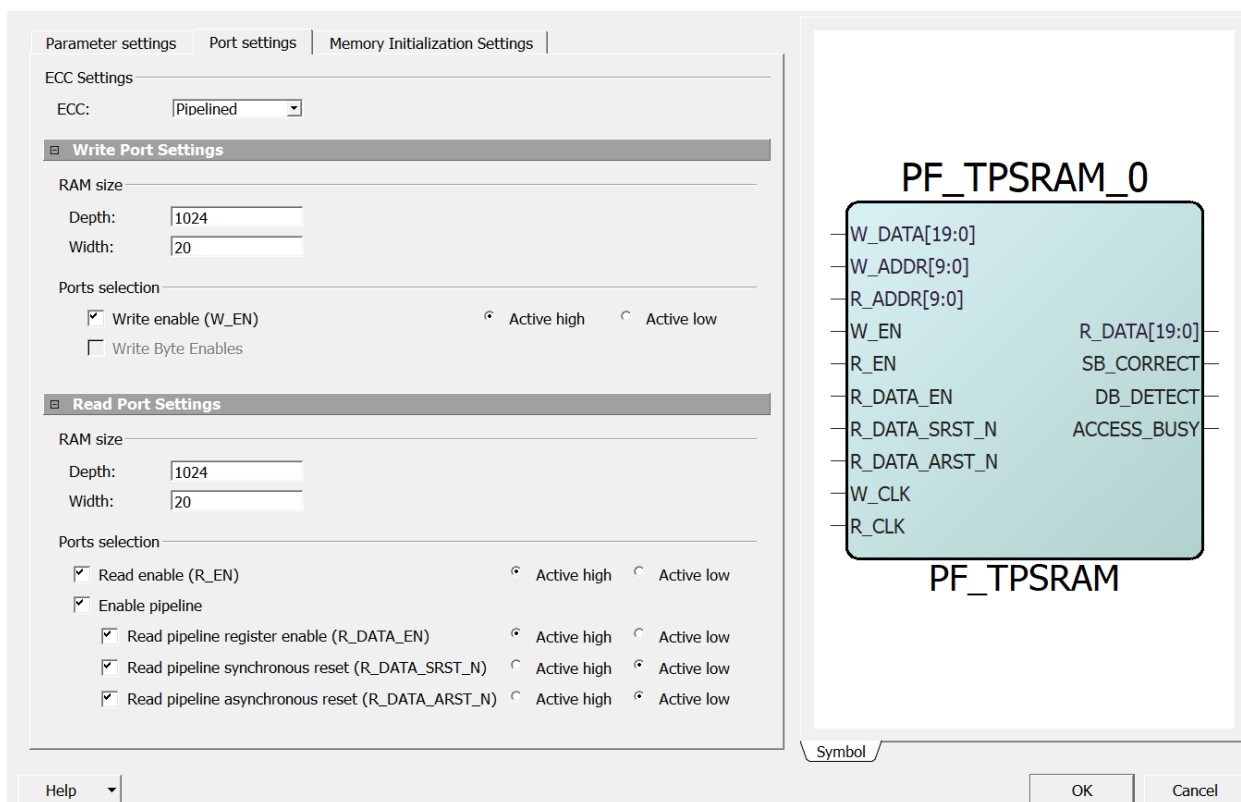 Parameter settings Port settings Memory Initialization Settings
ECC Settings
ECC: Pipelined
Write Port Settings
RAM size
Depth: 1024
Width: 20
Ports selection
Write enable (W_EN) Active high Active low
Write Byte Enables
Read Port Settings
RAM size
Depth: 1024
Width: 20
Ports selection
Read enable (R_EN) Active high Active low
Enable pipeline
Read pipeline register enable (R_DATA_EN) Active high Active low
Read pipeline synchronous reset (R_DATA_SRST_N) Active high Active low
Read pipeline asynchronous reset (R_DATA_ARST_N) Active high Active low
PF_TPSRAM_0
W_DATA[19:0]
W_ADDR[9:0]
R_ADDR[9:0]
W_EN R_DATA[19:0]
R_EN SB_CORRECT
R_DATA_EN DB_DETECT
R_DATA_SRST_N ACCESS_BUSY
R_DATA_ARST_N
W_CLK
R_CLK
PF_TPSRAM
Symbol
Help OK Cancel